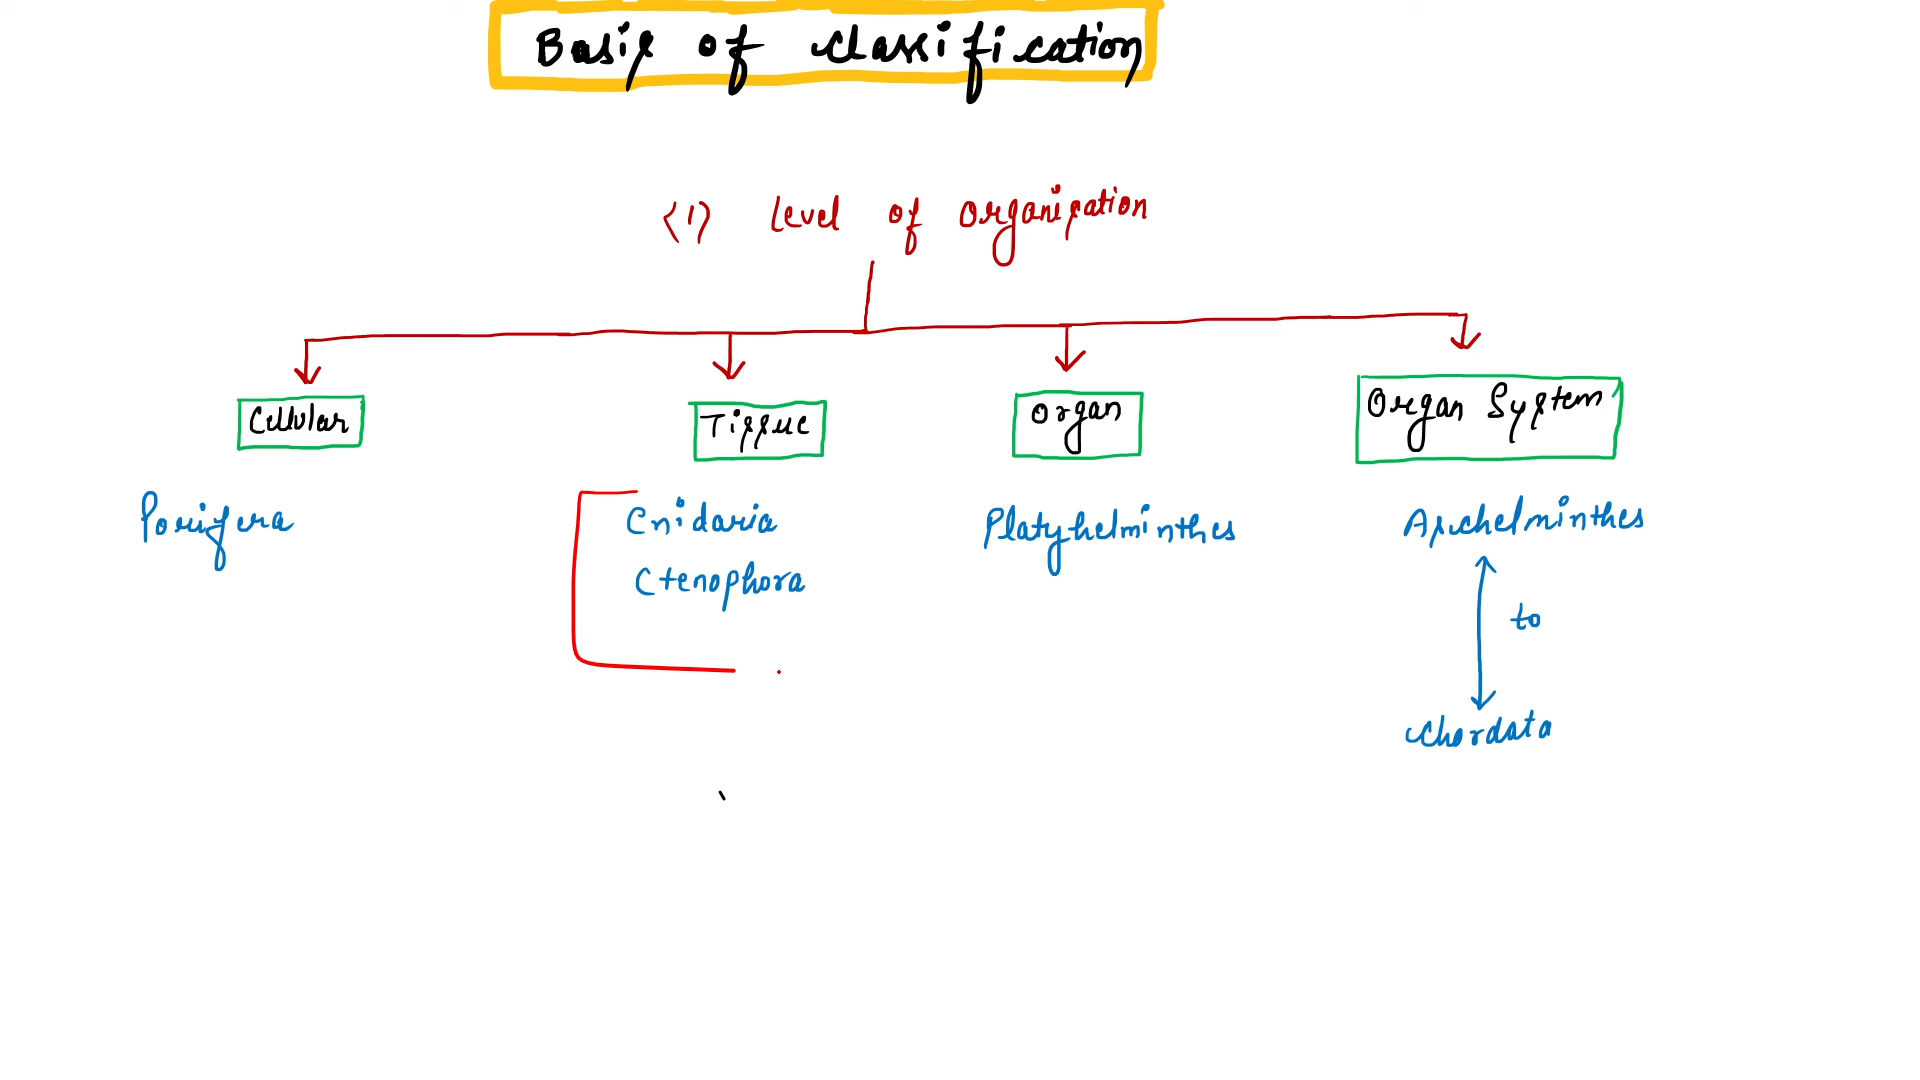 Basis of classification
(1) Level of organisation
Cellular
Tissue
Organ
Organ System
Porifera
Cnidaria
Ctenophora
Platyhelminthes
Aschelminthes
to
Chordata